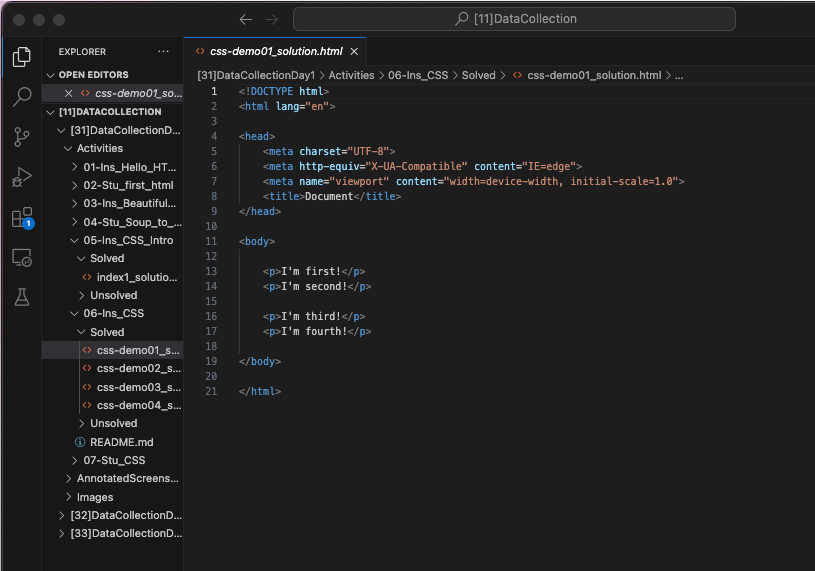 [11]DataCollection
EXPLORER
···
OPEN EDITORS
css-demo01_so...
[11]DATACOLLECTION
[31]DataCollectionD...
Activities
01-Ins_Hello_HT...
02-Stu_first_html
03-Ins_Beautiful...
04-Stu_Soup_to_...
05-Ins_CSS_Intro
Solved
index1_solutio...
Unsolved
06-Ins_CSS
Solved
css-demo01_s...
css-demo02_s...
css-demo03_s...
css-demo04_s...
Unsolved
README.md
07-Stu_CSS
AnnotatedScreens...
Images
[32]DataCollectionD...
[33]DataCollectionD...
1
css-demo01_solution.html
[31]DataCollectionDay1 > Activities > 06-Ins_CSS > Solved > css-demo01_solution.html > ...
1 <!DOCTYPE html>
2 <html lang="en">
3
4 <head>
5 <meta charset="UTF-8">
6 <meta http-equiv="X-UA-Compatible" content="IE=edge">
7 <meta name="viewport" content="width=device-width, initial-scale=1.0">
8 <title>Document</title>
9 </head>
10
11 <body>
12
13 <p>I'm first!</p>
14 <p>I'm second!</p>
15
16 <p>I'm third!</p>
17 <p>I'm fourth!</p>
18
19 </body>
20
21 </html>